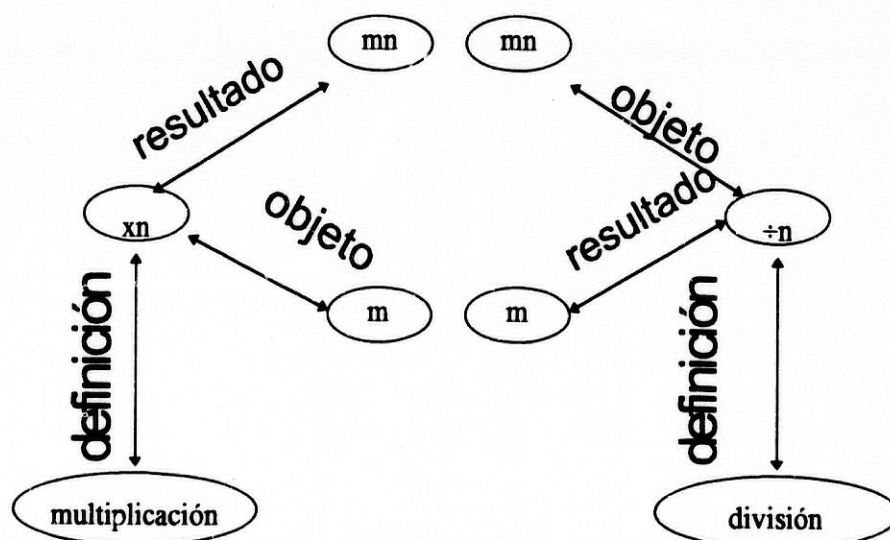 mn
mn
resultado
objeto
xn
objeto
resultado
÷n
definición
m
m
definición
multiplicación
división